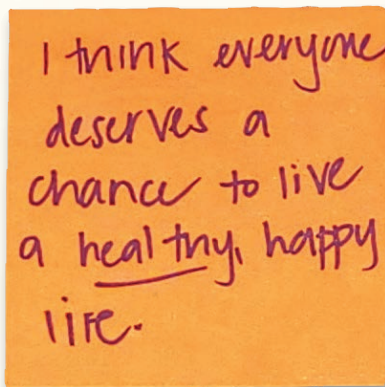 I think everyone
deserves a
chance to live
a healthy, happy
life.